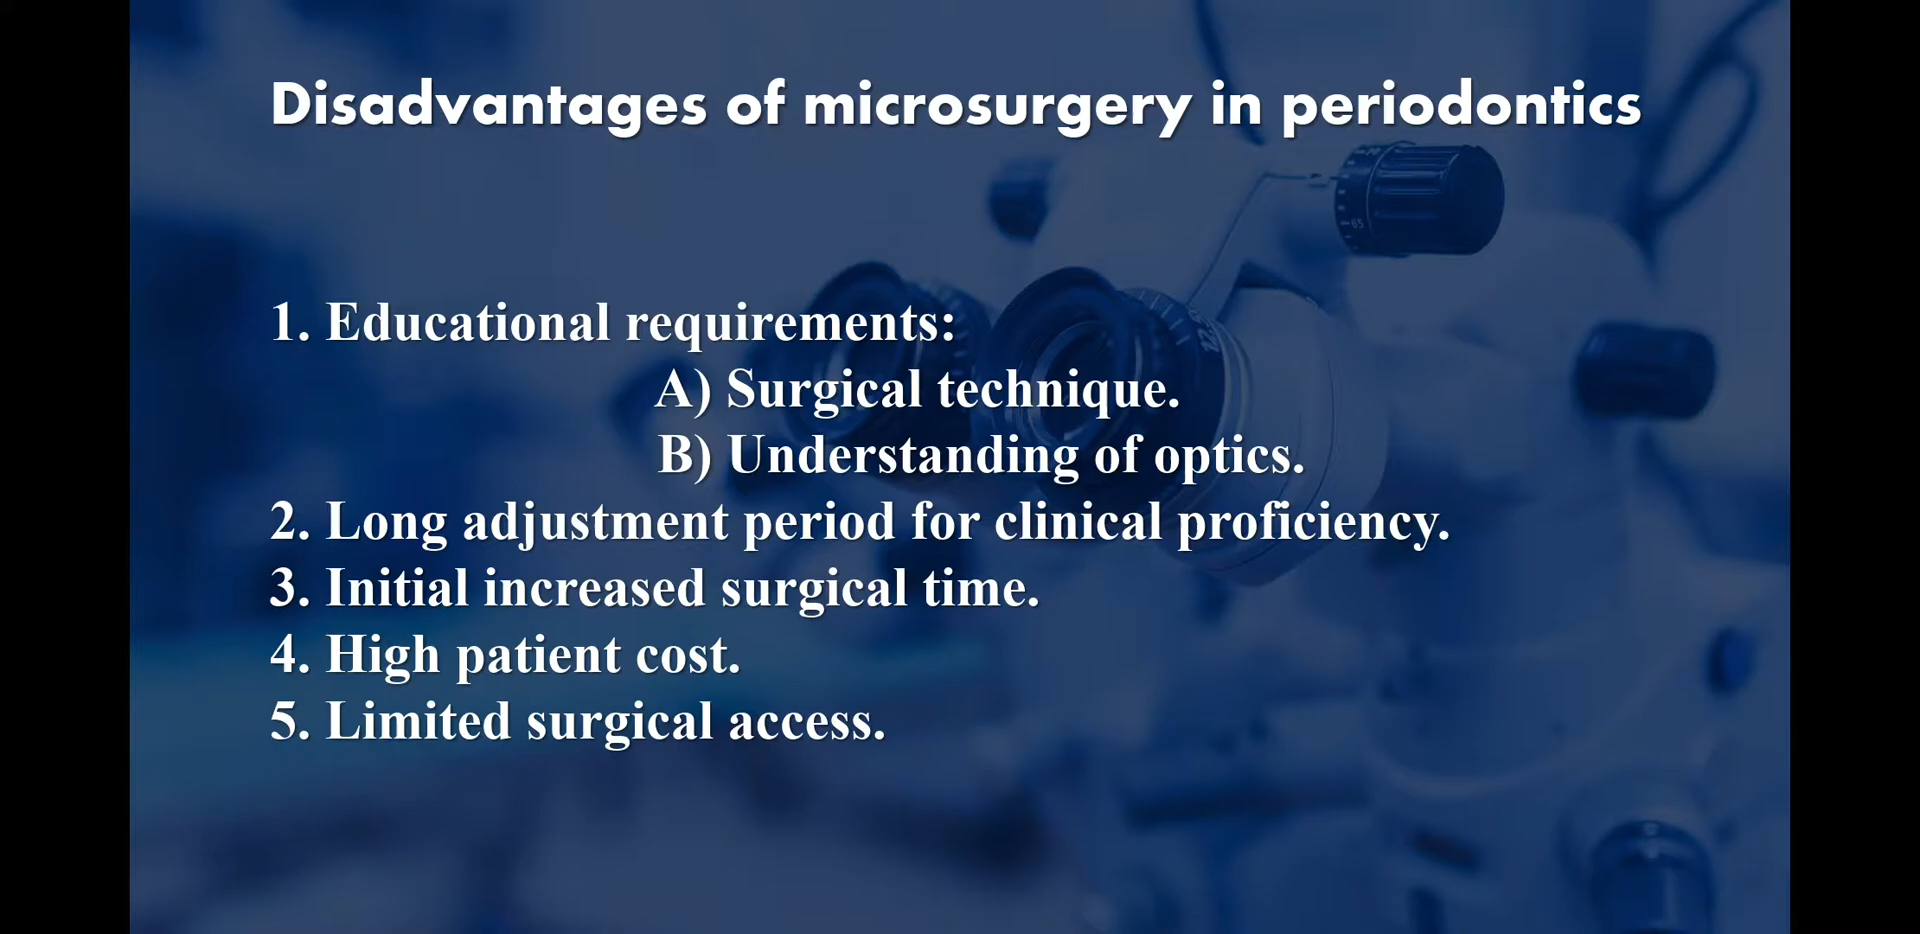 Disadvantages of microsurgery in periodontics
1. Educational requirements:
A) Surgical technique.
B) Understanding of optics.
2. Long adjustment period for clinical proficiency.
3. Initial increased surgical time.
4. High patient cost.
5. Limited surgical access.
65